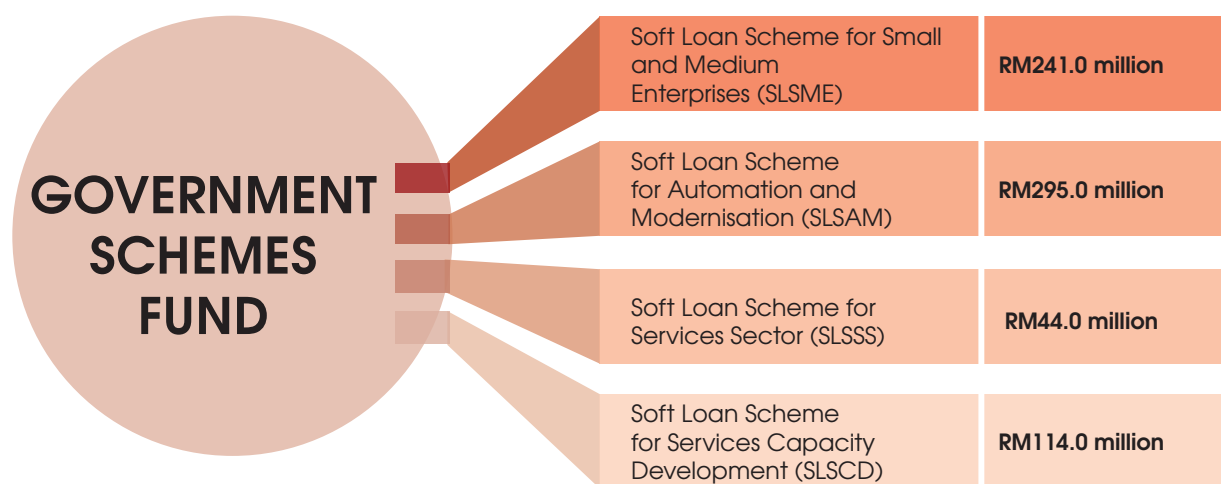 GOVERNMENT
SCHEMES
FUND
Soft Loan Scheme for Small
and Medium
Enterprises (SLSME)
RM241.0 million
Soft Loan Scheme
for Automation and
Modernisation (SLSAM)
RM295.0 million
Soft Loan Scheme for
Services Sector (SLSSS)
RM44.0 million
Soft Loan Scheme
for Services Capacity
Development (SLSCD)
RM114.0 million